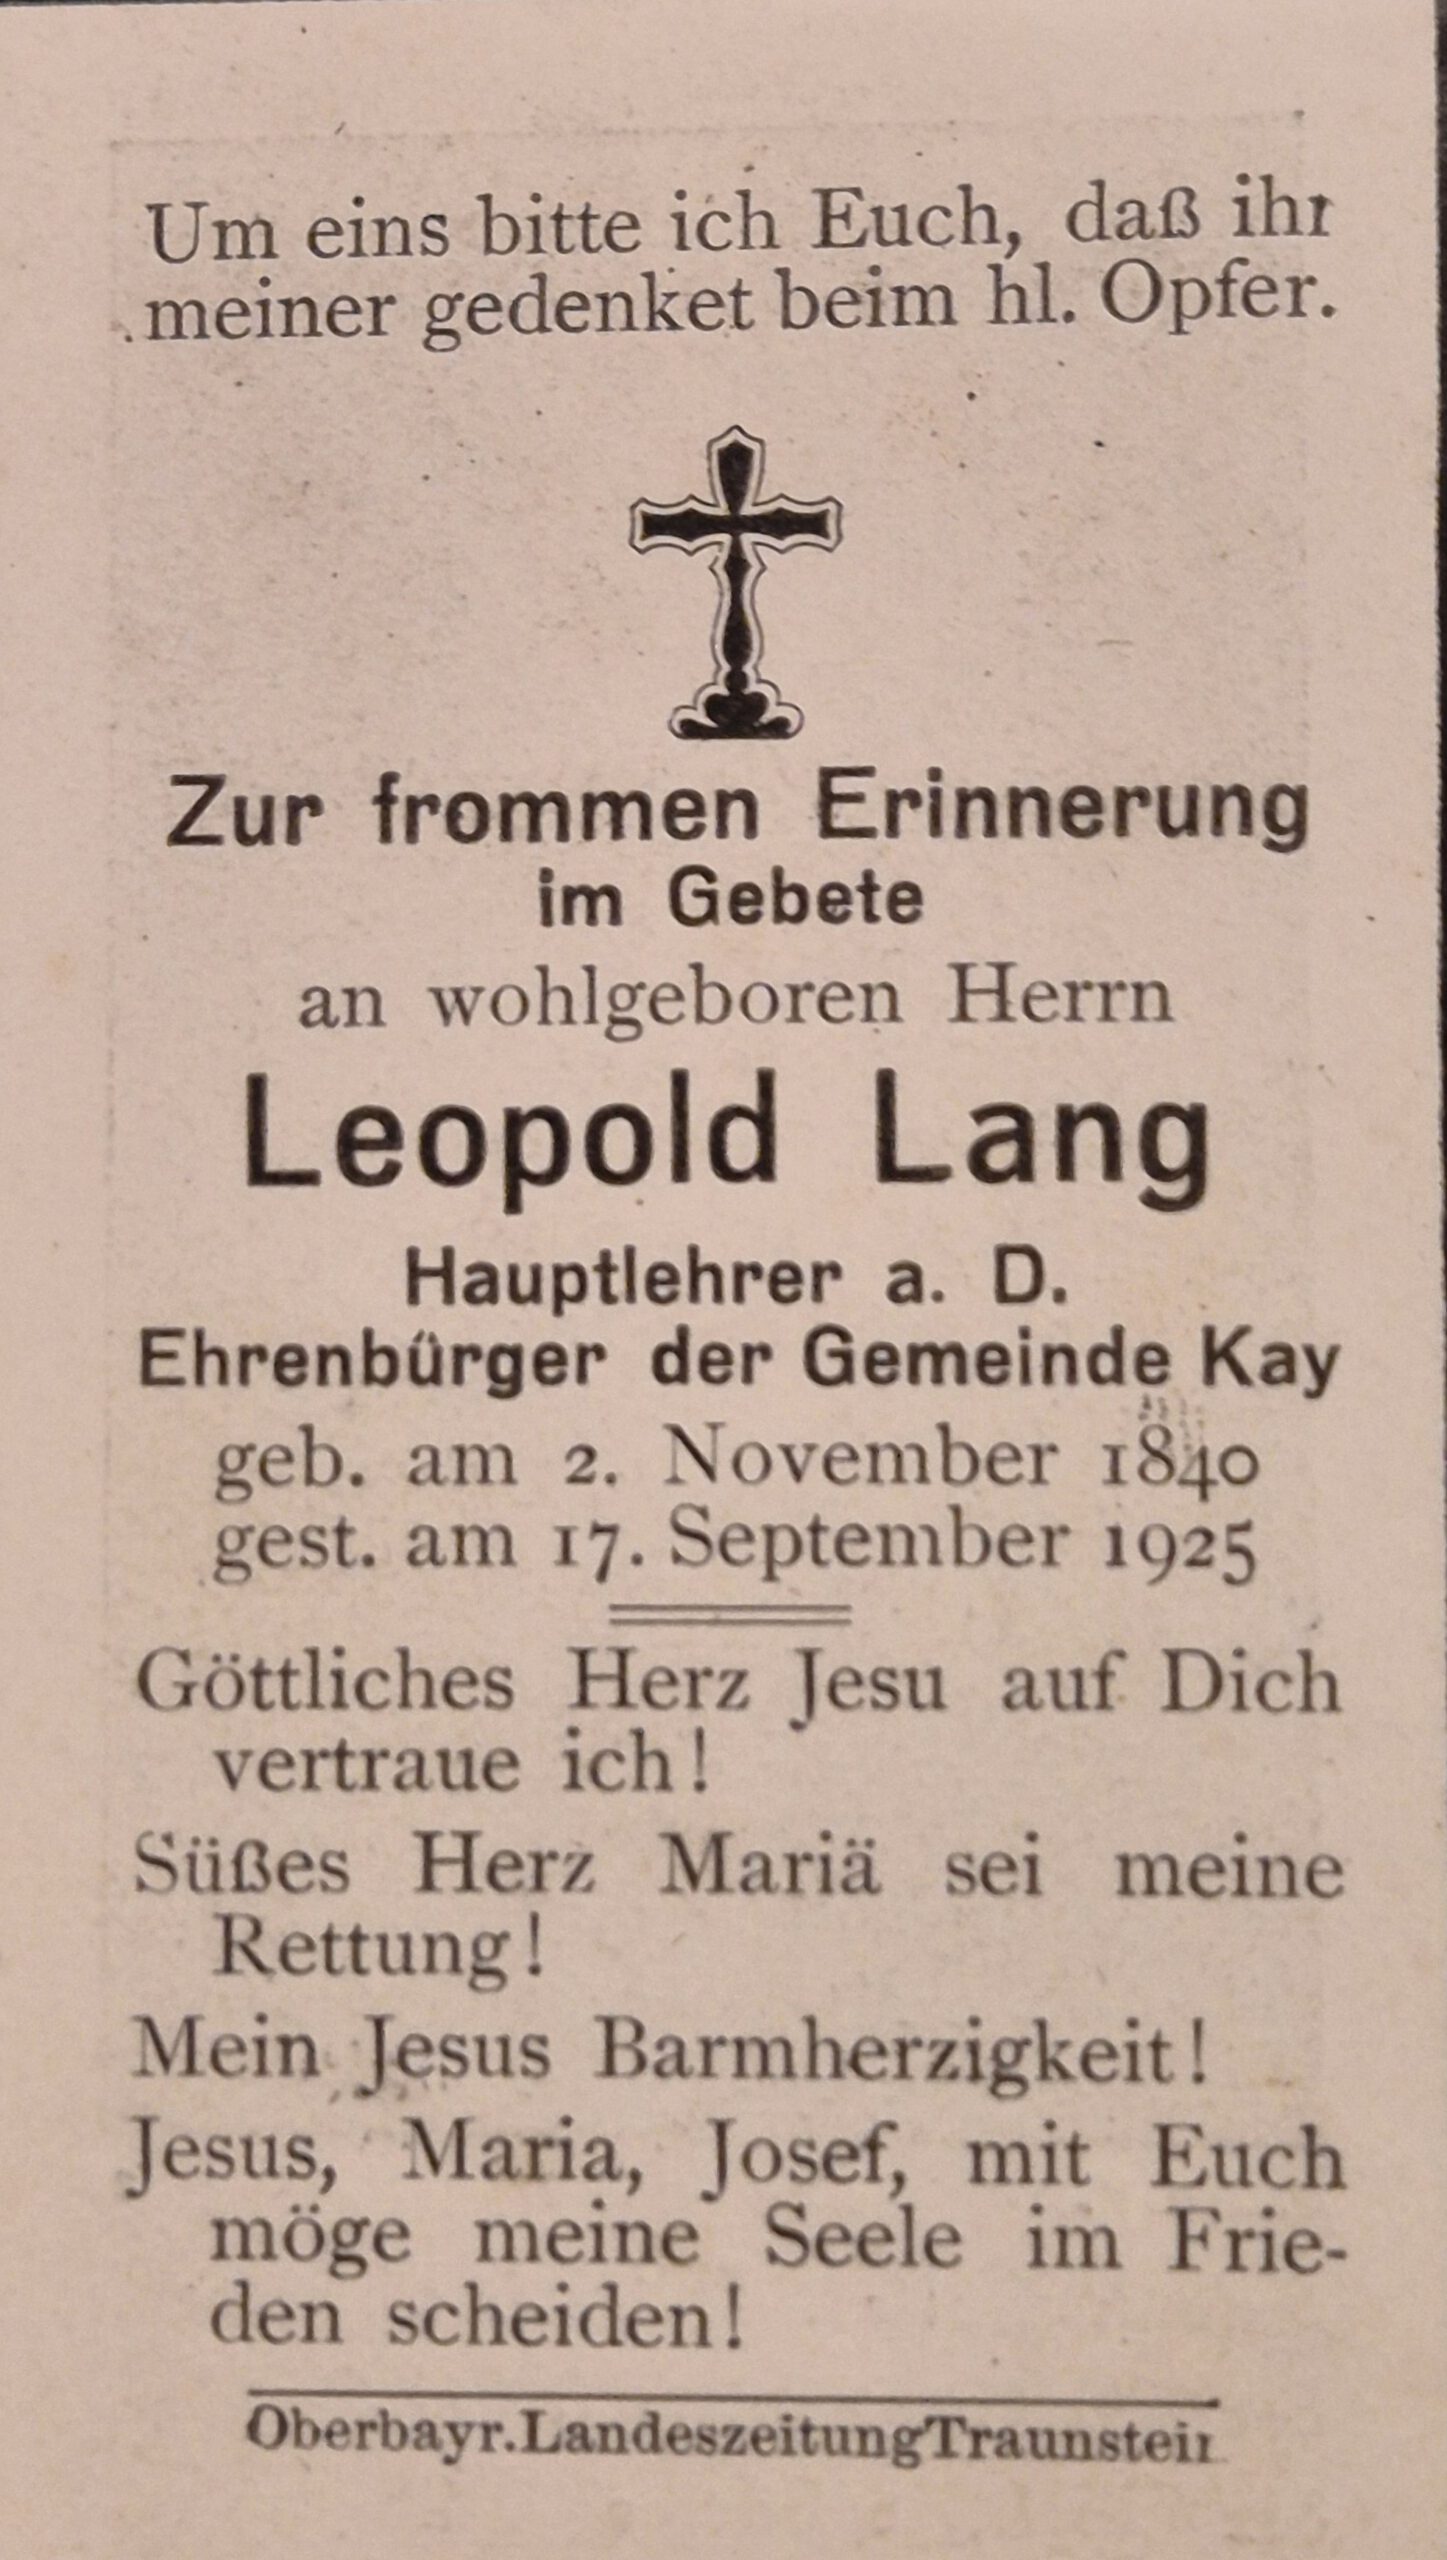 Um eins bitte ich Euch, daß ihr
meiner gedenket beim hl. Opfer.
Zur frommen Erinnerung
im Gebete
an wohlgeboren Herrn
Leopold Lang
Hauptlehrer a. D.
Ehrenbürger der Gemeinde Kay
geb. am 2. November 1840
gest. am 17. September 1925
Göttliches Herz Jesu auf Dich
vertraue ich!
Süßes Herz Mariä sei meine
Rettung!
Mein Jesus Barmherzigkeit!
Jesus, Maria, Josef, mit Euch
möge meine Seele im Frie-
den scheiden!
Oberbayr. Landeszeitung Traunstein